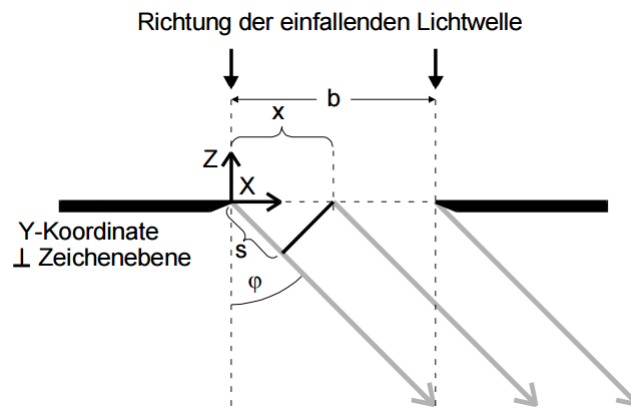 Richtung der einfallenden Lichtwelle
b
x
Z
X
Y-Koordinate
⊥ Zeichenebene
s
φ